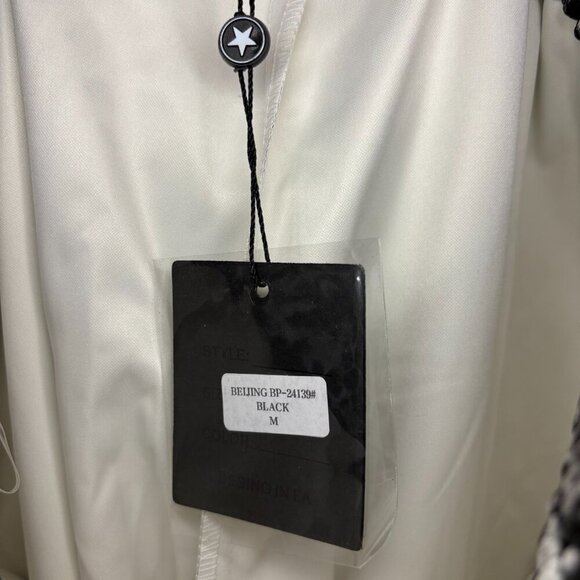 STYLE:
BEIJING BP-24139#
BLACK
M